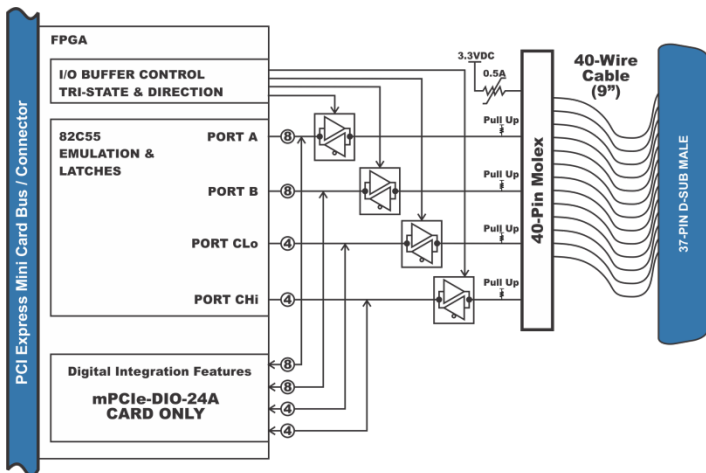 PCI Express Mini Card Bus / Connector
FPGA
I/O BUFFER CONTROL
TRI-STATE & DIRECTION
82C55
EMULATION &
LATCHES
PORT A
8
PORT B
8
PORT CLo
4
PORT CHi
4
Digital Integration Features
mPCIe-DIO-24A
CARD ONLY
8
8
4
4
3.3VDC
0.5A
Pull Up
Pull Up
Pull Up
Pull Up
40-Pin Molex
40-Wire
Cable
(9”)
37-PIN D-SUB MALE